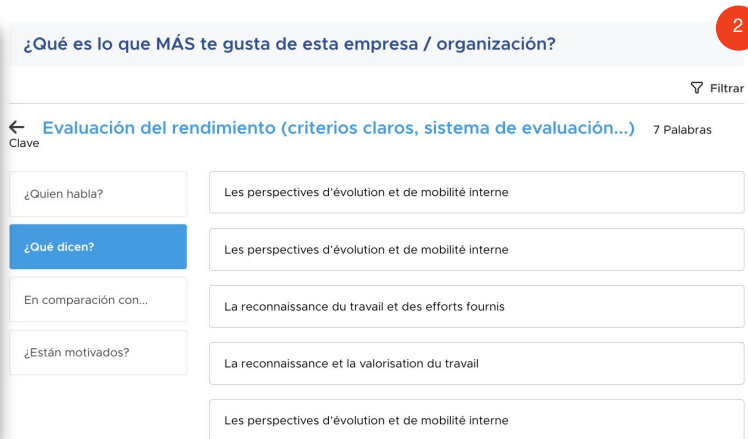 2
¿Qué es lo que MÁS te gusta de esta empresa / organización?
Filtrar
Evaluación del rendimiento (criterios claros, sistema de evaluación...) 7 Palabras
Clave
¿Quien habla?
¿Qué dicen?
En comparación con...
¿Están motivados?
Les perspectives d'évolution et de mobilité interne
Les perspectives d'évolution et de mobilité interne
La reconnaissance du travail et des efforts fournis
La reconnaissance et la valorisation du travail
Les perspectives d'évolution et de mobilité interne